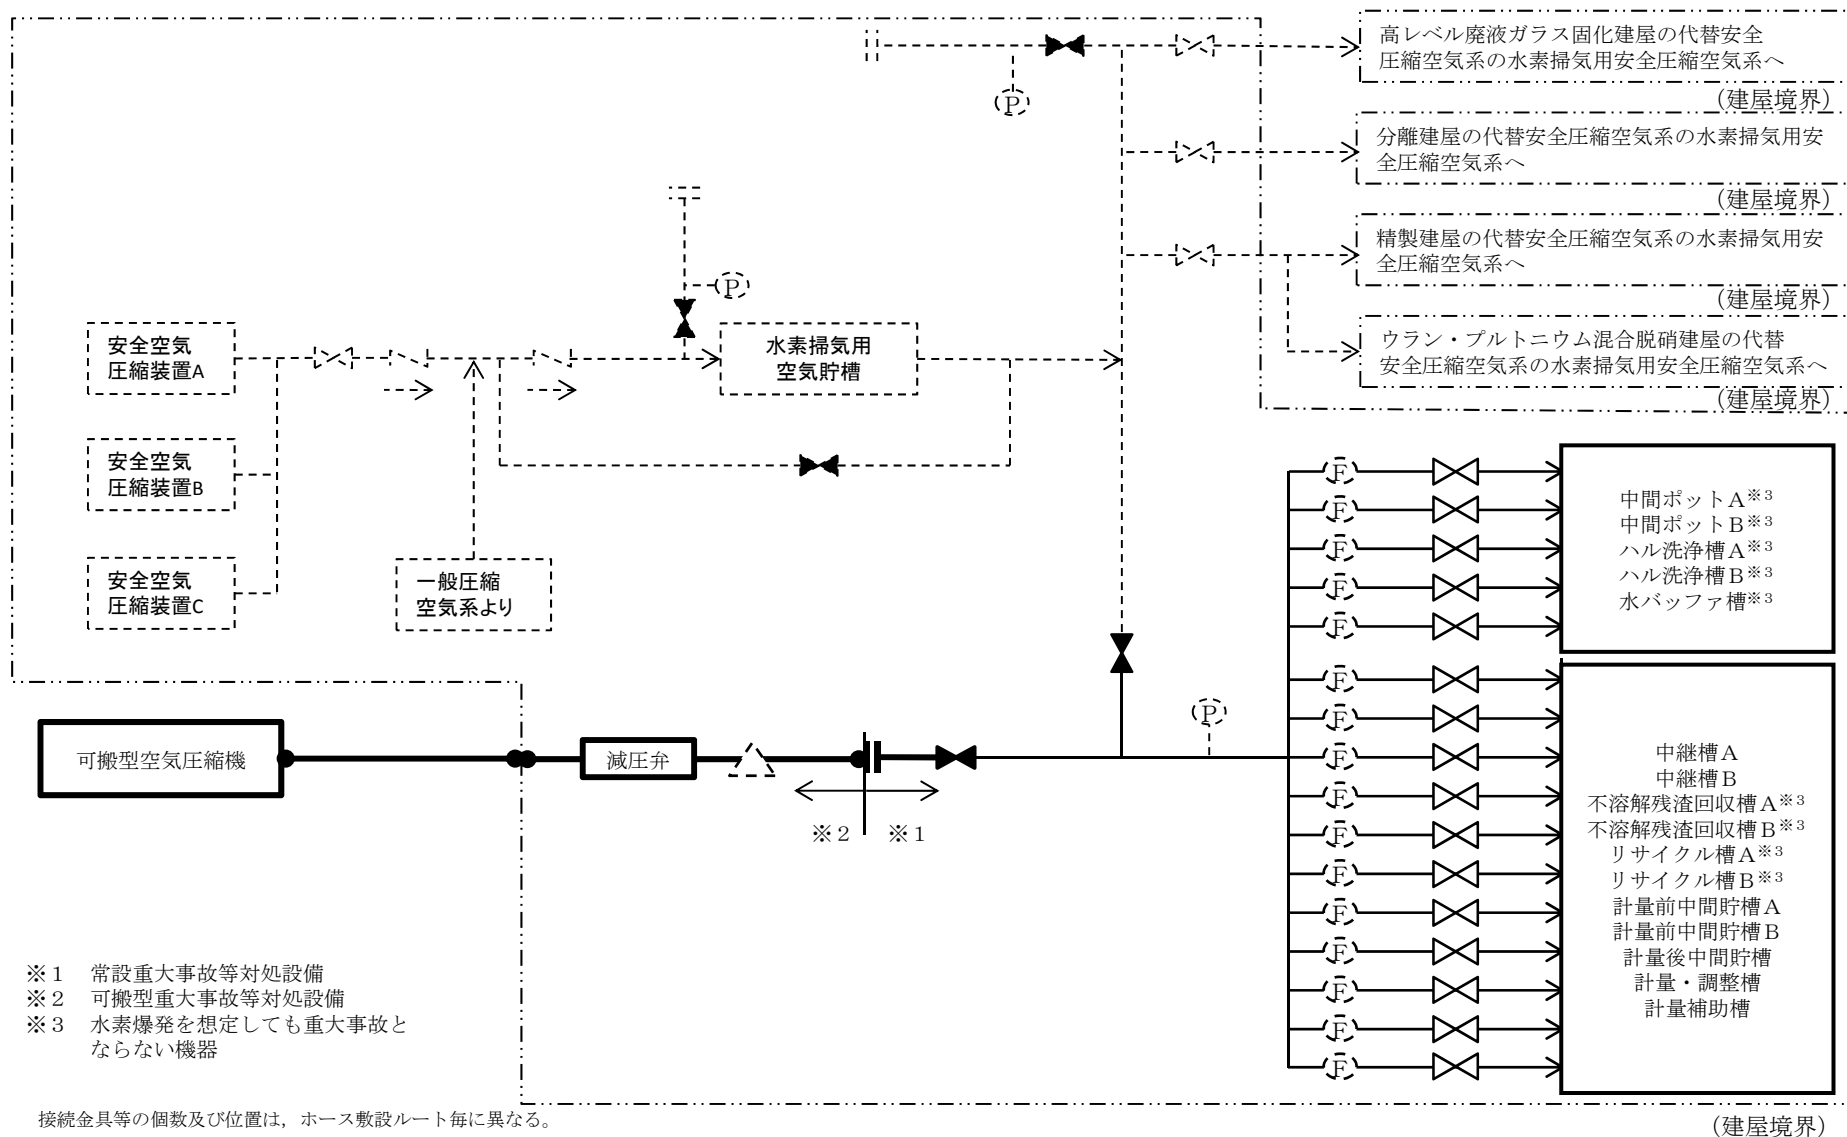 高レベル廃液ガラス固化建屋の代替安全
圧縮空気系の水素掃気用安全圧縮空気系へ
(建屋境界)
P
分離建屋の代替安全圧縮空気系の水素掃気用安
全圧縮空気系へ
(建屋境界)
精製建屋の代替安全圧縮空気系の水素掃気用安
全圧縮空気系へ
(建屋境界)
P
ウラン・プルトニウム混合脱硝建屋の代替
安全圧縮空気系の水素掃気用安全圧縮空気系へ
(建屋境界)
安全空気
圧縮装置A
水素掃気用
空気貯槽
安全空気
圧縮装置B
安全空気
圧縮装置C
一般圧縮
空気系より
F
F
F
F
F
中間ポットA※3
中間ポットB※3
ハル洗浄槽A※3
ハル洗浄槽B※3
水バッファ槽※3
F
F
F
F
F
F
F
F
F
F
F
中継槽A
中継槽B
不溶解残渣回収槽A※3
不溶解残渣回収槽B※3
リサイクル槽A※3
リサイクル槽B※3
計量前中間貯槽A
計量前中間貯槽B
計量後中間貯槽
計量・調整槽
計量補助槽
P
可搬型空気圧縮機
減圧弁
※2 ※1
※1 常設重大事故等対処設備
※2 可搬型重大事故等対処設備
※3 水素爆発を想定しても重大事故と
ならない機器
接続金具等の個数及び位置は，ホース敷設ルート毎に異なる。
(建屋境界)